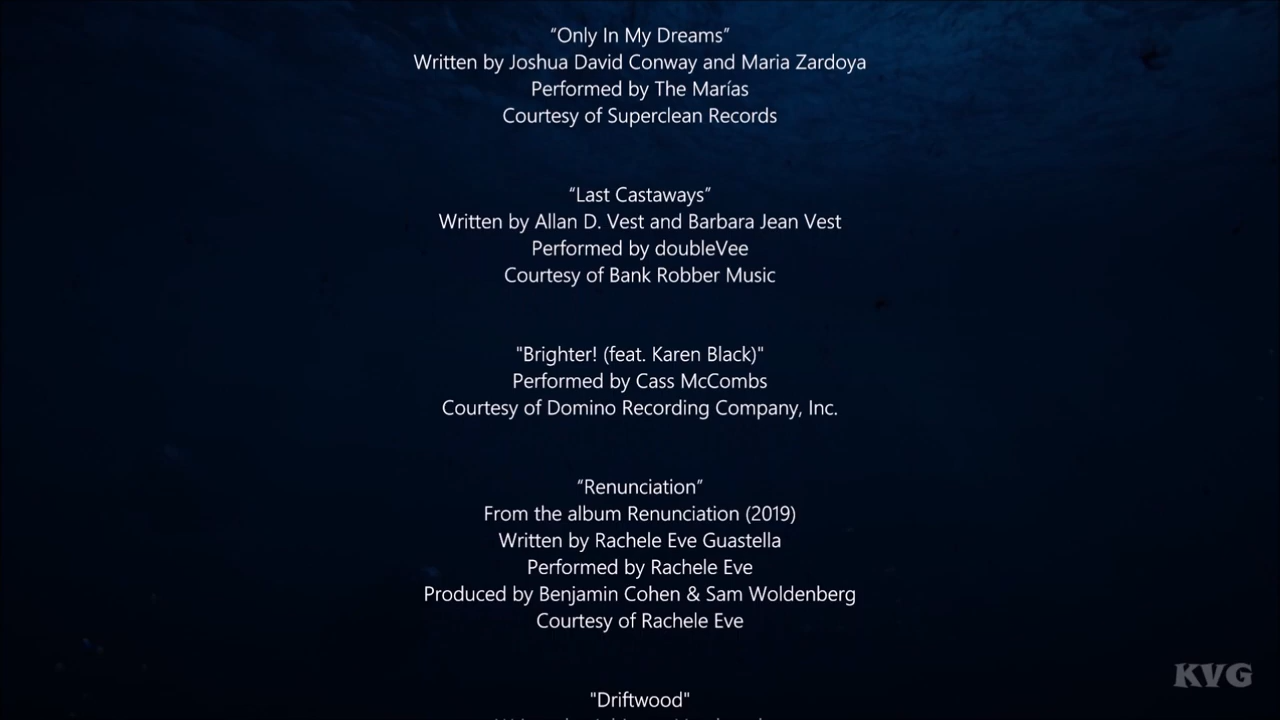 “Only In My Dreams”
Written by Joshua David Conway and Maria Zardoya
Performed by The Marías
Courtesy of Superclean Records
“Last Castaways”
Written by Allan D. Vest and Barbara Jean Vest
Performed by doubleVee
Courtesy of Bank Robber Music
"Brighter! (feat. Karen Black)"
Performed by Cass McCombs
Courtesy of Domino Recording Company, Inc.
“Renunciation”
From the album Renunciation (2019)
Written by Rachele Eve Guastella
Performed by Rachele Eve
Produced by Benjamin Cohen & Sam Woldenberg
Courtesy of Rachele Eve
"Driftwood"
KVG